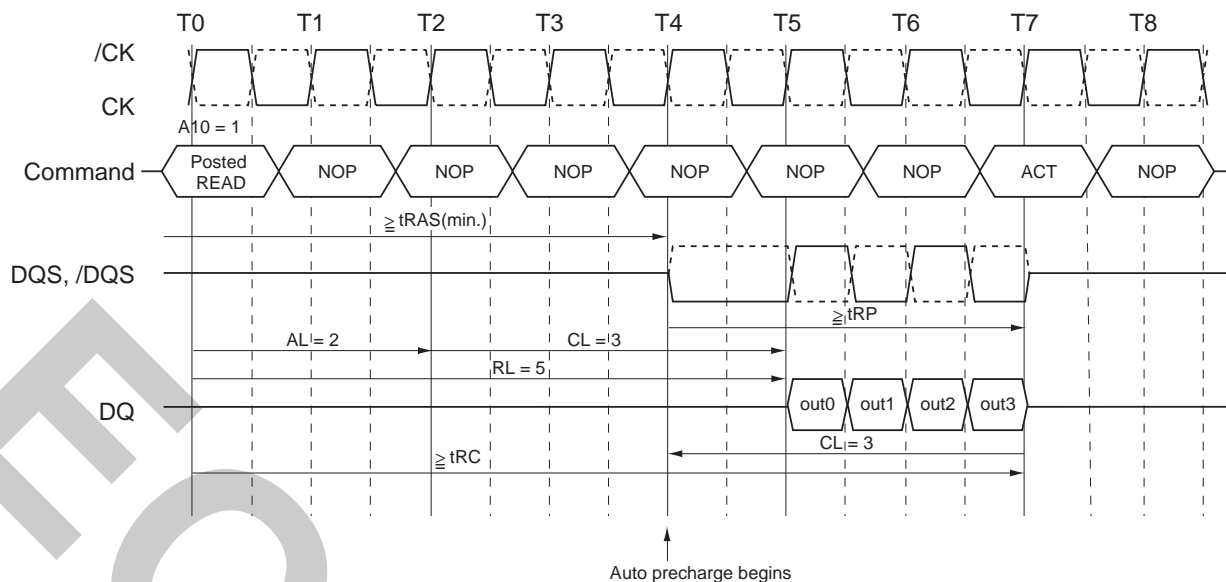 T0 T1 T2 T3 T4 T5 T6 T7 T8
/CK
CK
A10 = 1
Command
Posted READ
NOP
NOP
NOP
NOP
NOP
NOP
ACT
NOP
≧ tRAS(min.)
DQS, /DQS
≧ tRP
AL = 2
CL = 3
RL = 5
DQ
out0 out1 out2 out3
CL = 3
≧ tRC
Auto precharge begins